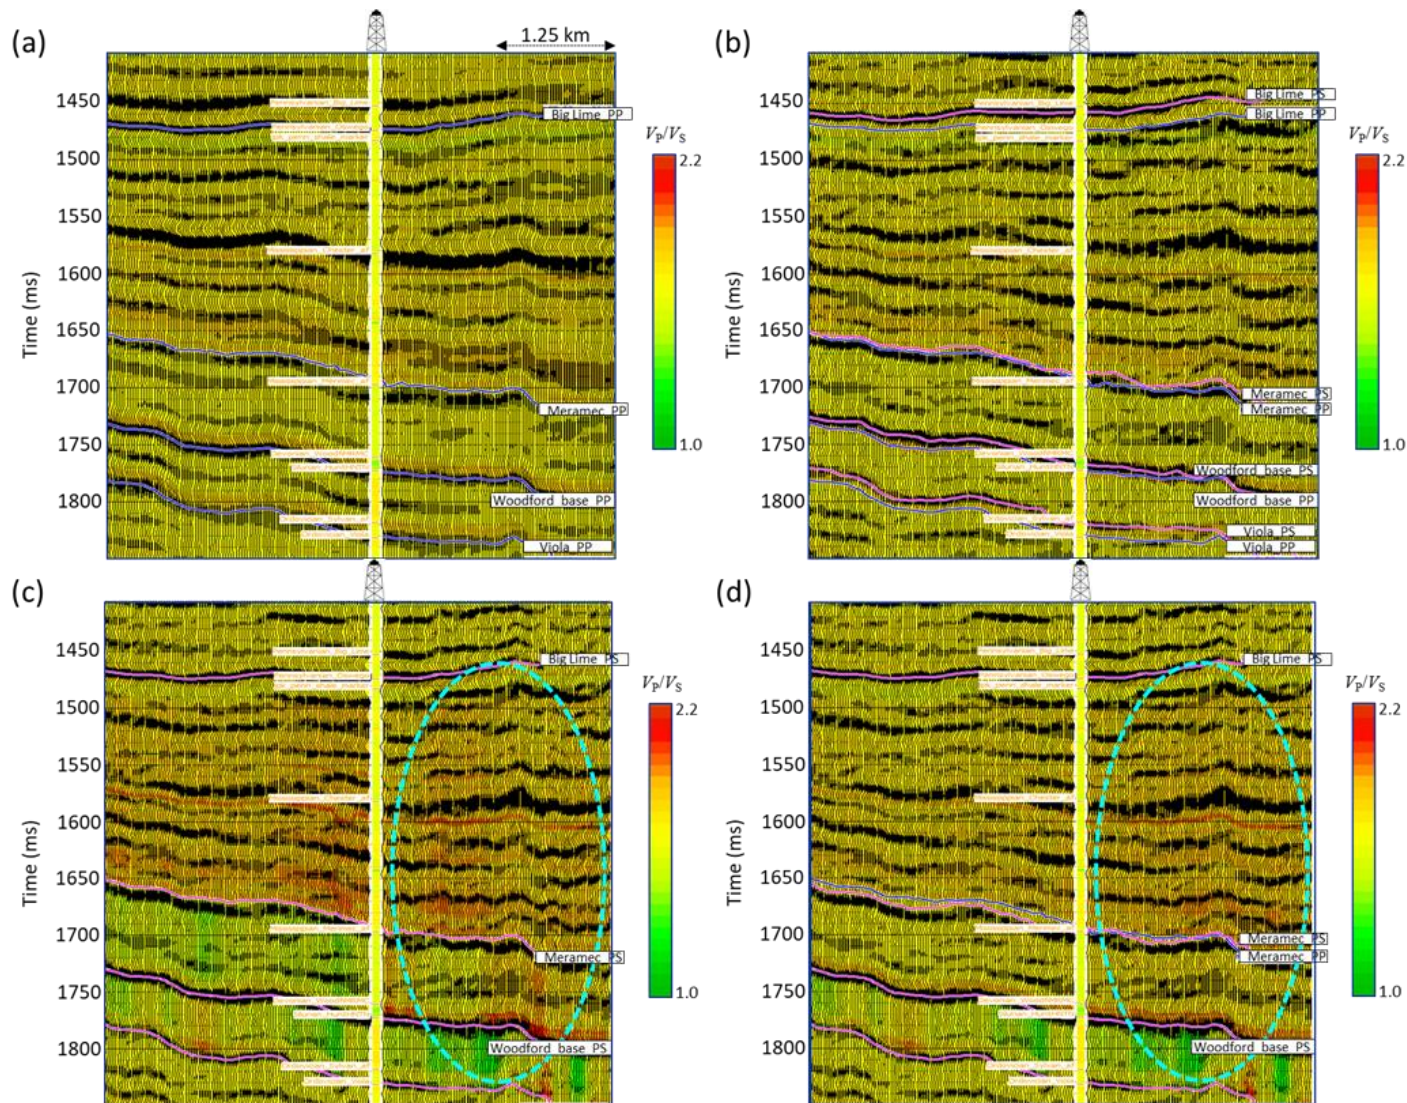 (a)
1.25 km
1450
1500
1550
1600
1650
1700
1750
1800
Time (ms)
Big Lime_PP
Meramec_PP
Woodford_base_PP
Viola_PP
VP/VS
2.2
1.0
(b)
1450
1500
1550
1600
1650
1700
1750
1800
Time (ms)
Big Lime_PS
Big Lime_PP
Meramec_PS
Meramec_PP
Woodford_base_PS
Woodford_base_PP
Viola_PS
Viola_PP
VP/VS
2.2
1.0
(c)
1450
1500
1550
1600
1650
1700
1750
1800
Time (ms)
Big Lime_PS
Meramec_PS
Woodford_base_PS
VP/VS
2.2
1.0
(d)
1450
1500
1550
1600
1650
1700
1750
1800
Time (ms)
Big Lime_PS
Meramec_PS
Meramec_PP
Woodford_base_PS
VP/VS
2.2
1.0